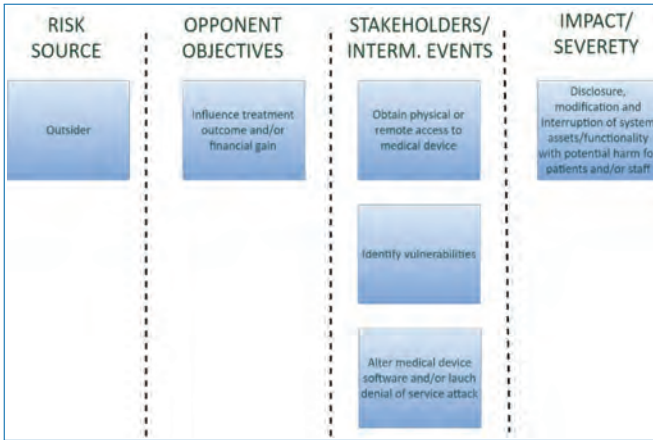 RISK
SOURCE
OPPONENT
OBJECTIVES
STAKEHOLDERS/
INTERM. EVENTS
IMPACT/
SEVERETY
Outsider
Influence treatment
outcome and/or
financial gain
Obtain physical or
remote access to
medical device
Identify vulnerabilities
Alter medical device
software and/or lauch
denial of service attack
Disclosure,
modification and
interruption of system
assets/functionality
with potential harm for
patients and/or staff